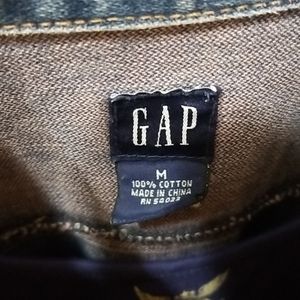 GAP
M
100% COTTON
MADE IN CHINA
RN 54023